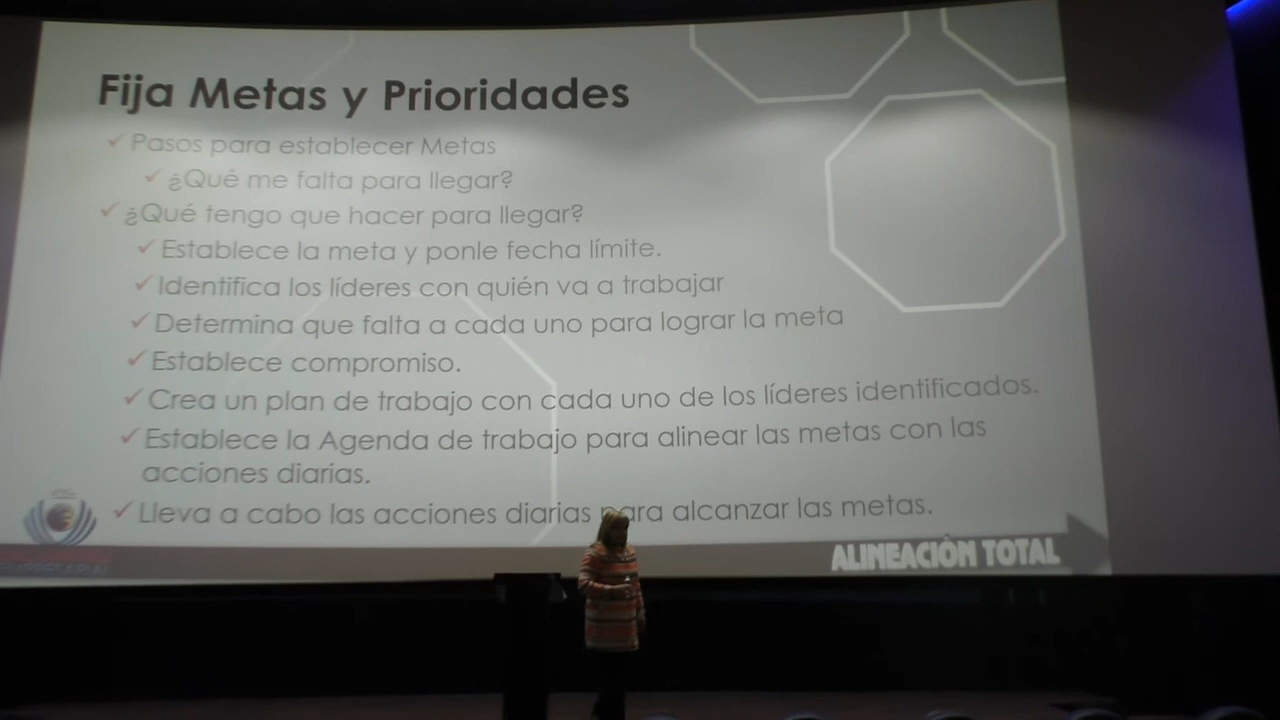 Fija Metas y Prioridades
Pasos para establecer Metas
¿Qué me falta para llegar?
¿Qué tengo que hacer para llegar?
Establece la meta y ponle fecha límite.
Identifica los líderes con quién va a trabajar
Determina que falta a cada uno para lograr la meta
Establece compromiso.
Crea un plan de trabajo con cada uno de los líderes identificados.
Establece la Agenda de trabajo para alinear las metas con las
acciones diarias.
Lleva a cabo las acciones diarias para alcanzar las metas.
ALINEACIÓN TOTAL